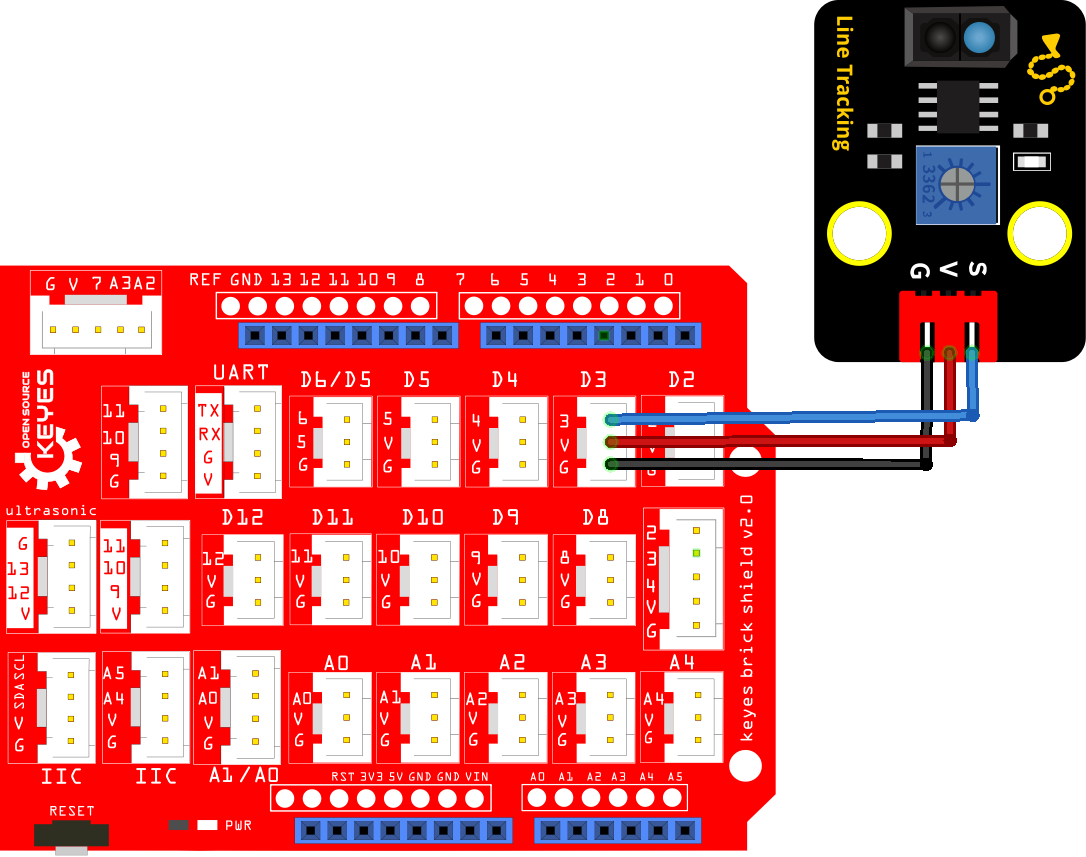 Line Tracking
1
3362
3
G V S
G V 7 A3 A2
REF GND 13 12 11 10 9 8 7 6 5 4 3 2 1 0
OPEN SOURCE
KEYES
UART
D6/D5
D5
D4
D3
D2
11
10
9
G
TX
RX
G
V
6
5
G
5
V
G
4
V
G
3
V
G
ultrasonic
D12
D11
D10
D9
D8
G
13
12
V
11
10
9
V
12
V
G
11
V
G
10
V
G
9
V
G
8
V
G
2
3
4
V
G
keyes brick shield v2.0
A0
A1
A2
A3
A4
SCL
SDA
V
G
A5
A4
V
G
A1
A0
V
G
A0
V
G
A1
V
G
A2
V
G
A3
V
G
A4
V
G
IIC
IIC
A1/A0
RST 3V3 5V GND GND VIN
A0 A1 A2 A3 A4 A5
RESET
PWR